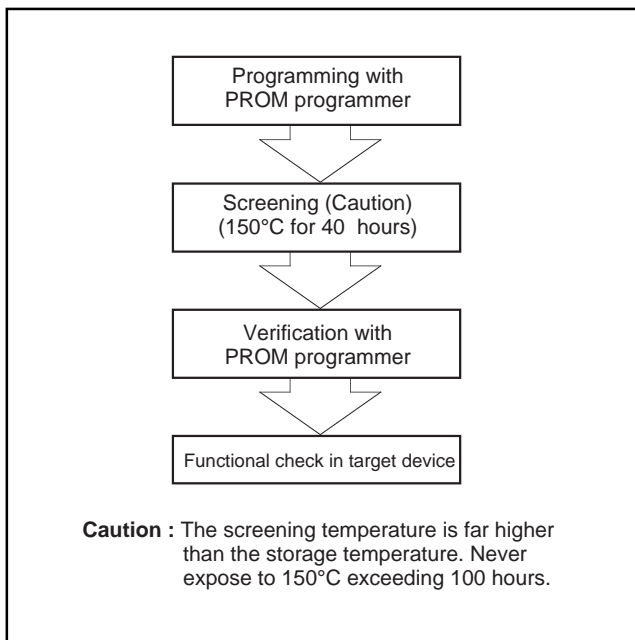 Programming with
PROM programmer
Screening (Caution)
(150°C for 40 hours)
Verification with
PROM programmer
Functional check in target device
Caution : The screening temperature is far higher
than the storage temperature. Never
expose to 150°C exceeding 100 hours.